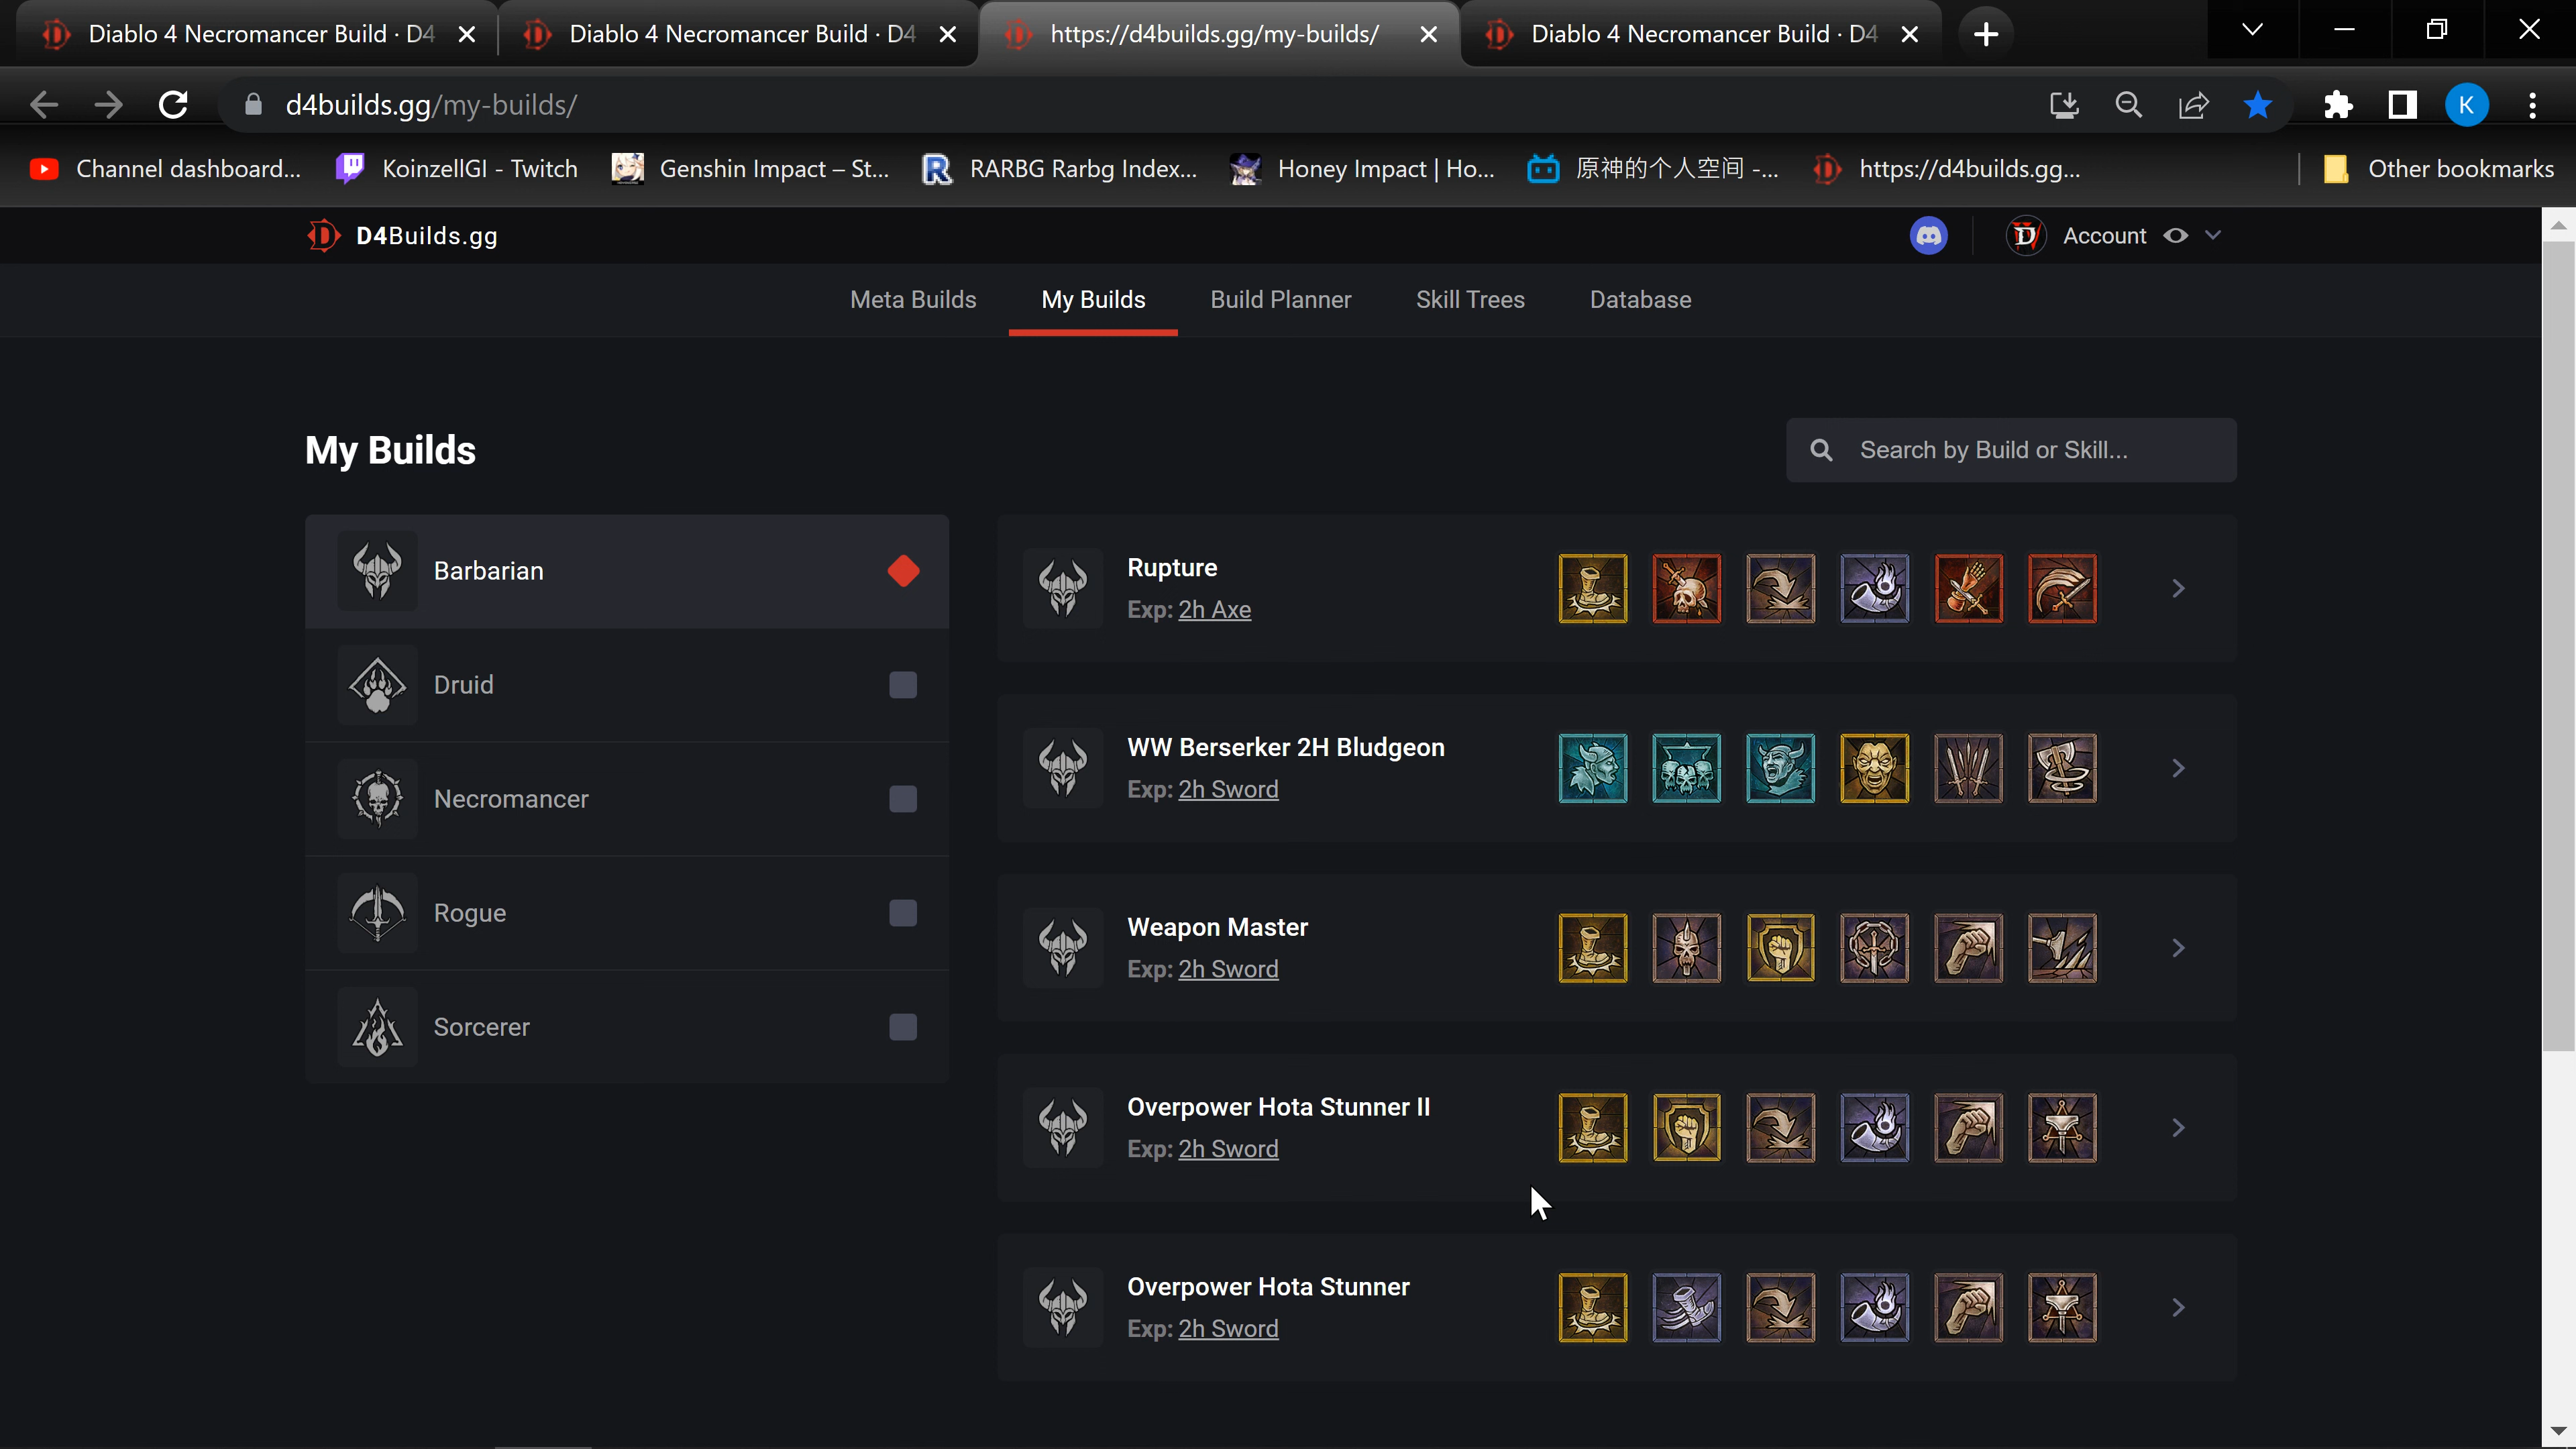 Diablo 4 Necromancer Build · D4
Diablo 4 Necromancer Build · D4
https://d4builds.gg/my-builds/
Diablo 4 Necromancer Build · D4
d4builds.gg/my-builds/
K
Channel dashboard...
KoinzellGI - Twitch
Genshin Impact – St...
RARBG Rarbg Index...
Honey Impact | Ho...
原神的个人空间 -...
https://d4builds.gg...
Other bookmarks
D4Builds.gg
Account
Meta Builds
My Builds
Build Planner
Skill Trees
Database
My Builds
Search by Build or Skill...
Barbarian
Druid
Necromancer
Rogue
Sorcerer
Rupture
Exp: 2h Axe
WW Berserker 2H Bludgeon
Exp: 2h Sword
Weapon Master
Exp: 2h Sword
Overpower Hota Stunner II
Exp: 2h Sword
Overpower Hota Stunner
Exp: 2h Sword